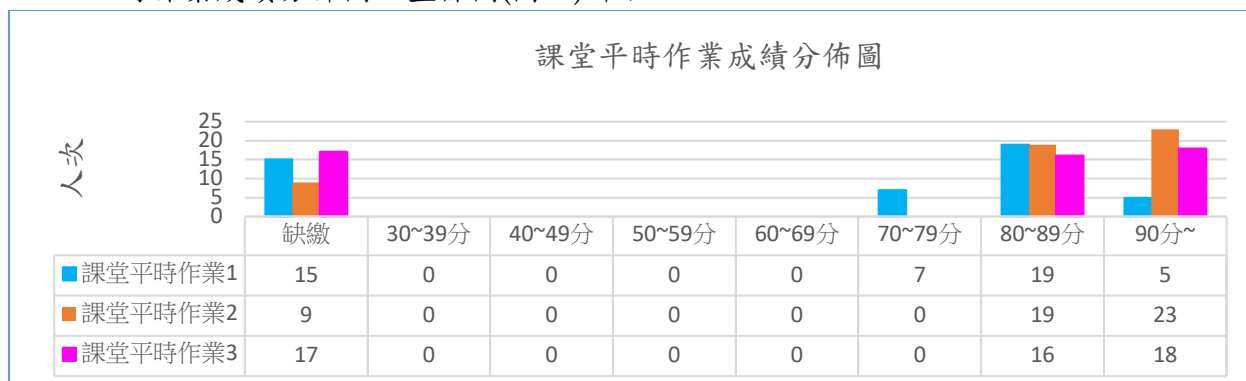 課堂平時作業成績分佈圖
人次
25
20
15
10
5
0
缺繳 30~39分 40~49分 50~59分 60~69分 70~79分 80~89分 90分~
課堂平時作業1 15 0 0 0 0 7 19 5
課堂平時作業2 9 0 0 0 0 0 19 23
課堂平時作業3 17 0 0 0 0 0 16 18